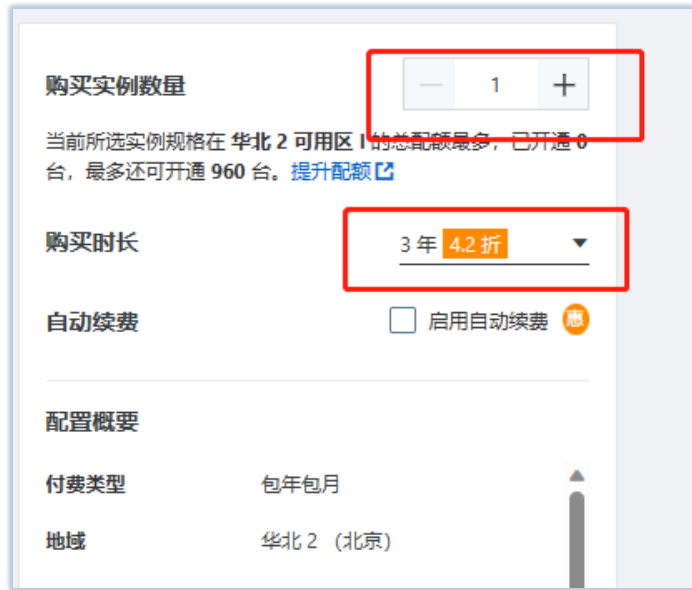 购买实例数量 — 1 +
当前所选实例规格在 华北 2 可用区 I 的总配额最多，已开通 0
台，最多还可开通 960 台。提升配额
购买时长 3 年 4.2 折
自动续费 启用自动续费 惠
配置概要
付费类型 包年包月
地域 华北 2 （北京）